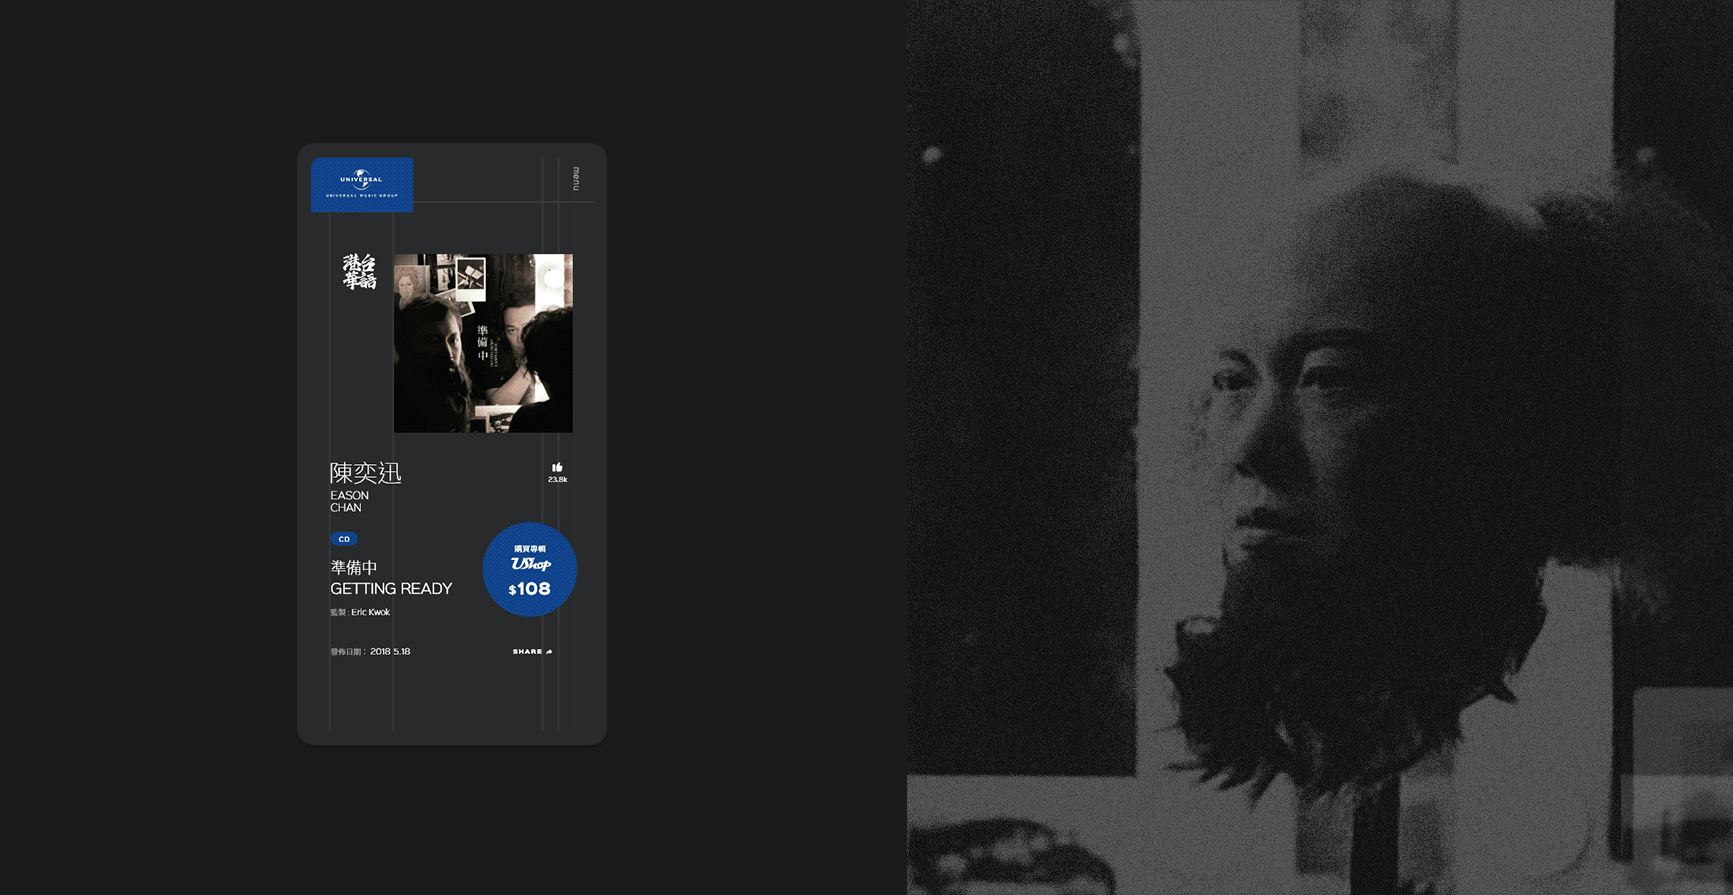 UNIVERSAL
UNIVERSAL MUSIC GROUP
menu
港台
華語
準備中
陳奕迅
EASON
CHAN
23.8k
CD
準備中
GETTING READY
監製 : Eric Kwok
購買專輯
UShop
$108
發佈日期 : 2018 5.18
SHARE